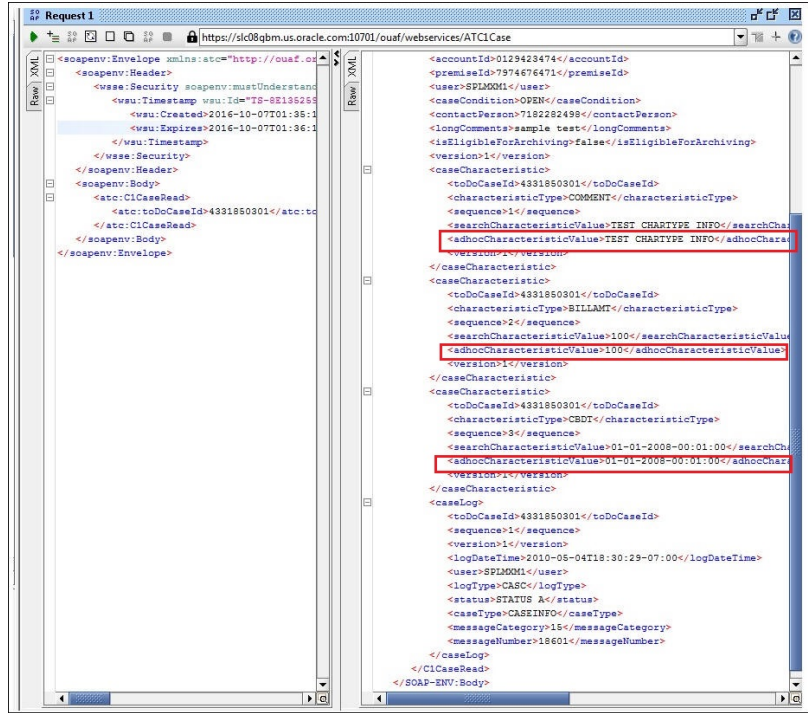 Request 1
https://slc08qbm.us.oracle.com:10701/ouaf/webservices/ATC1Case
XML
Raw
<soapenv:Envelope xmlns:atc="http://ouaf.or
<soapenv:Header>
<wsse:Security soapenv:mustUnderstand
<wsu:Timestamp wsu:Id="TS-8E135259
<wsu:Created>2016-10-07T01:35:1
<wsu:Expires>2016-10-07T01:36:1
</wsu:Timestamp>
</wsse:Security>
</soapenv:Header>
<soapenv:Body>
<atc:C1CaseRead>
<atc:toDoCaseId>4331850301</atc:to
</atc:C1CaseRead>
</soapenv:Body>
</soapenv:Envelope>
XML
Raw
<accountId>0129423474</accountId>
<premiseId>7974676471</premiseId>
<user>SPLMXM1</user>
<caseCondition>OPEN</caseCondition>
<contactPerson>7182282498</contactPerson>
<longComments>sample test</longComments>
<isEligibleForArchiving>false</isEligibleForArchiving>
<version>1</version>
<caseCharacteristic>
<toDoCaseId>4331850301</toDoCaseId>
<characteristicType>COMMENT</characteristicType>
<sequence>1</sequence>
<searchCharacteristicValue>TEST CHARTYPE INFO</searchChar
<adhocCharacteristicValue>TEST CHARTYPE INFO</adhocCharac
<version>1</version>
</caseCharacteristic>
<caseCharacteristic>
<toDoCaseId>4331850301</toDoCaseId>
<characteristicType>BILLAMT</characteristicType>
<sequence>2</sequence>
<searchCharacteristicValue>100</searchCharacteristicValue
<adhocCharacteristicValue>100</adhocCharacteristicValue>
<version>1</version>
</caseCharacteristic>
<caseCharacteristic>
<toDoCaseId>4331850301</toDoCaseId>
<characteristicType>CBDT</characteristicType>
<sequence>3</sequence>
<searchCharacteristicValue>01-01-2008-00:01:00</searchCha
<adhocCharacteristicValue>01-01-2008-00:01:00</adhocChara
<version>1</version>
</caseCharacteristic>
<caseLog>
<toDoCaseId>4331850301</toDoCaseId>
<sequence>1</sequence>
<version>1</version>
<logDateTime>2010-05-04T18:30:29-07:00</logDateTime>
<user>SPLMXM1</user>
<logType>CASC</logType>
<status>STATUS A</status>
<caseType>CASEINFO</caseType>
<messageCategory>15</messageCategory>
<messageNumber>18601</messageNumber>
</caseLog>
</C1CaseRead>
</SOAP-ENV:Body>